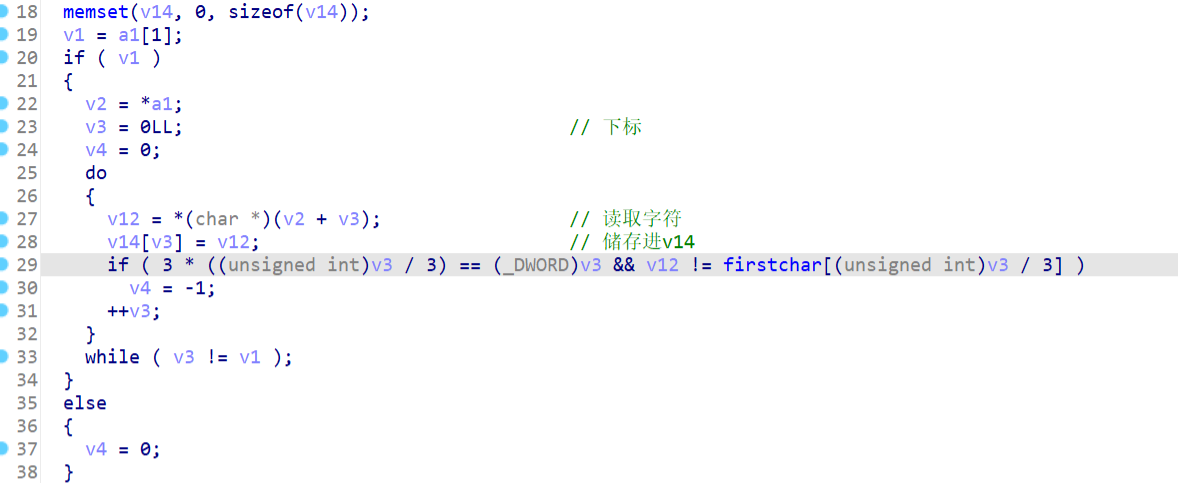 18 memset(v14, 0, sizeof(v14));
19 v1 = a1[1];
20 if ( v1 )
21 {
22 v2 = *a1;
23 v3 = 0LL; // 下标
24 v4 = 0;
25 do
26 {
27 v12 = *(char *)(v2 + v3); // 读取字符
28 v14[v3] = v12; // 储存进v14
29 if ( 3 * ((unsigned int)v3 / 3) == (_DWORD)v3 && v12 != firstchar[(unsigned int)v3 / 3] )
30 v4 = -1;
31 ++v3;
32 }
33 while ( v3 != v1 );
34 }
35 else
36 {
37 v4 = 0;
38 }